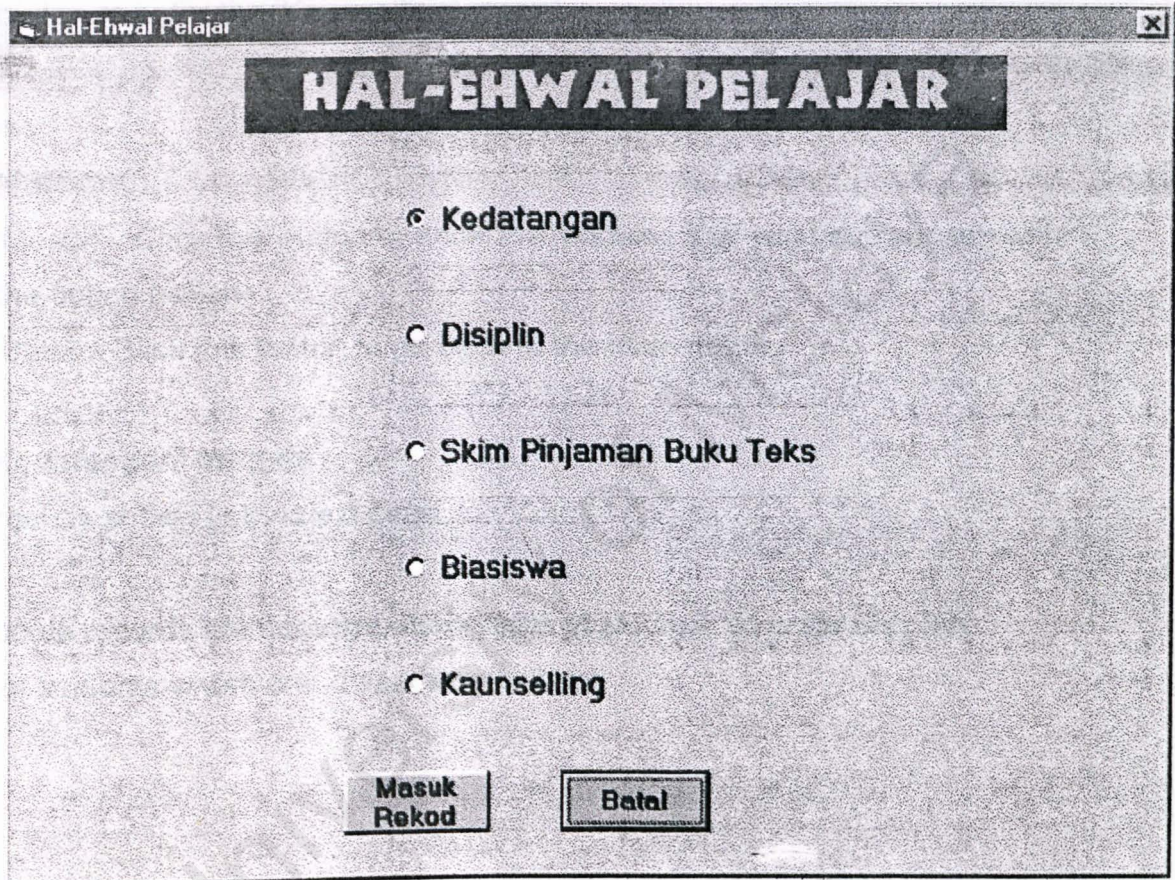 Hal-Ehwal Pelajar
HAL-EHWAL PELAJAR
Kedatangan
Disiplin
Skim Pinjaman Buku Teks
Biasiswa
Kaunselling
Masuk
Rekod
Batal